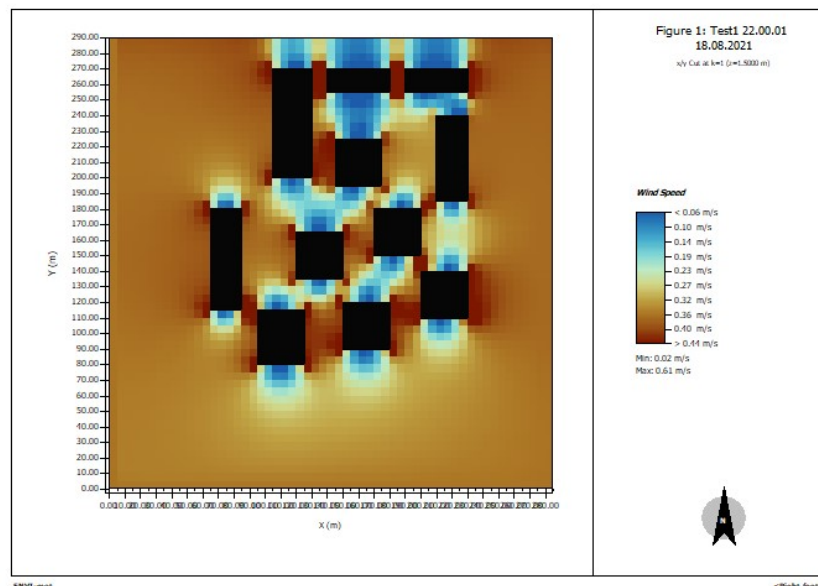 Figure 1: Test1 22.00.01
18.08.2021
x/y Cut at k=1 (z=1.5000 m)
290.00
280.00
270.00
260.00
250.00
240.00
230.00
220.00
210.00
200.00
190.00
180.00
170.00
160.00
150.00
140.00
130.00
120.00
110.00
100.00
90.00
80.00
70.00
60.00
50.00
40.00
30.00
20.00
10.00
0.00
Y (m)
X (m)
Wind Speed
< 0.06 m/s
0.10 m/s
0.14 m/s
0.19 m/s
0.23 m/s
0.27 m/s
0.32 m/s
0.36 m/s
0.40 m/s
> 0.44 m/s
Min: 0.02 m/s
Max: 0.61 m/s
N